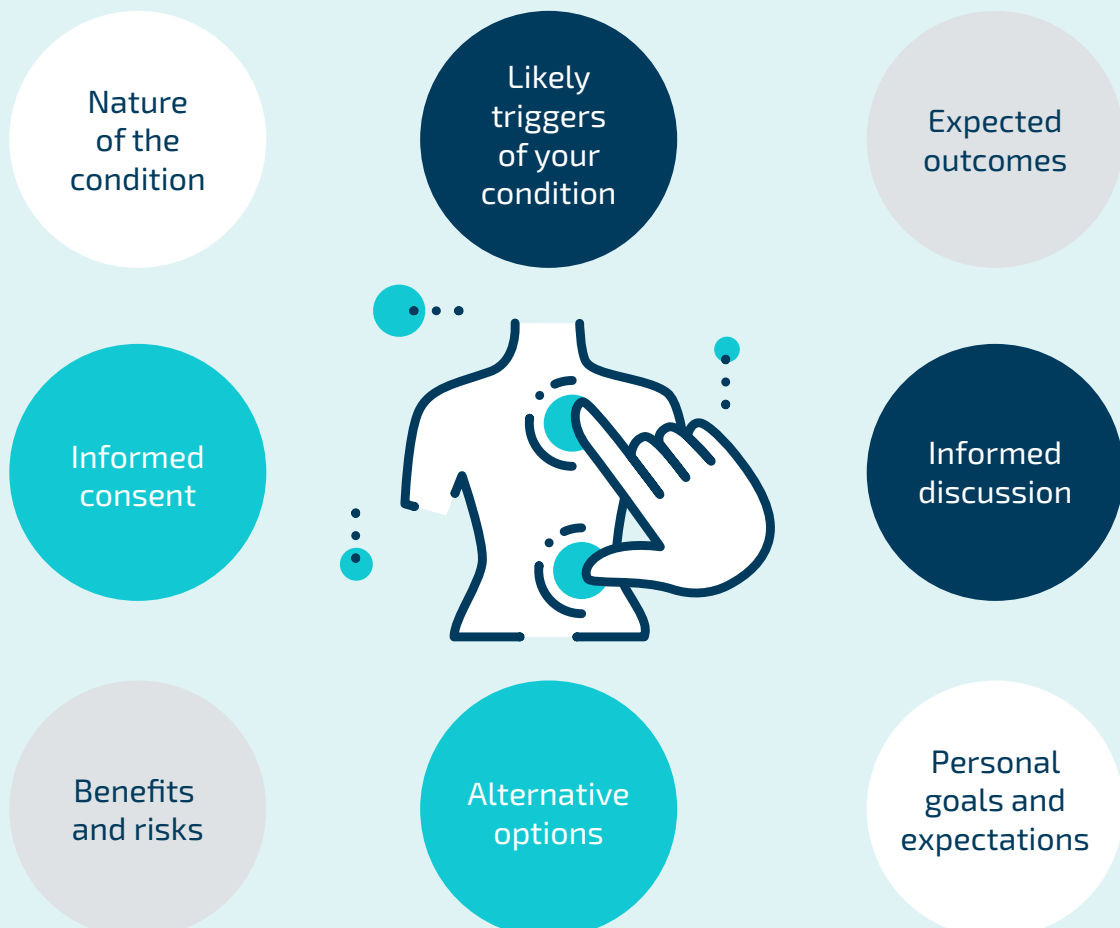 Nature
of the
condition
Likely
triggers
of your
condition
Expected
outcomes
Informed
consent
Informed
discussion
Benefits
and risks
Alternative
options
Personal
goals and
expectations